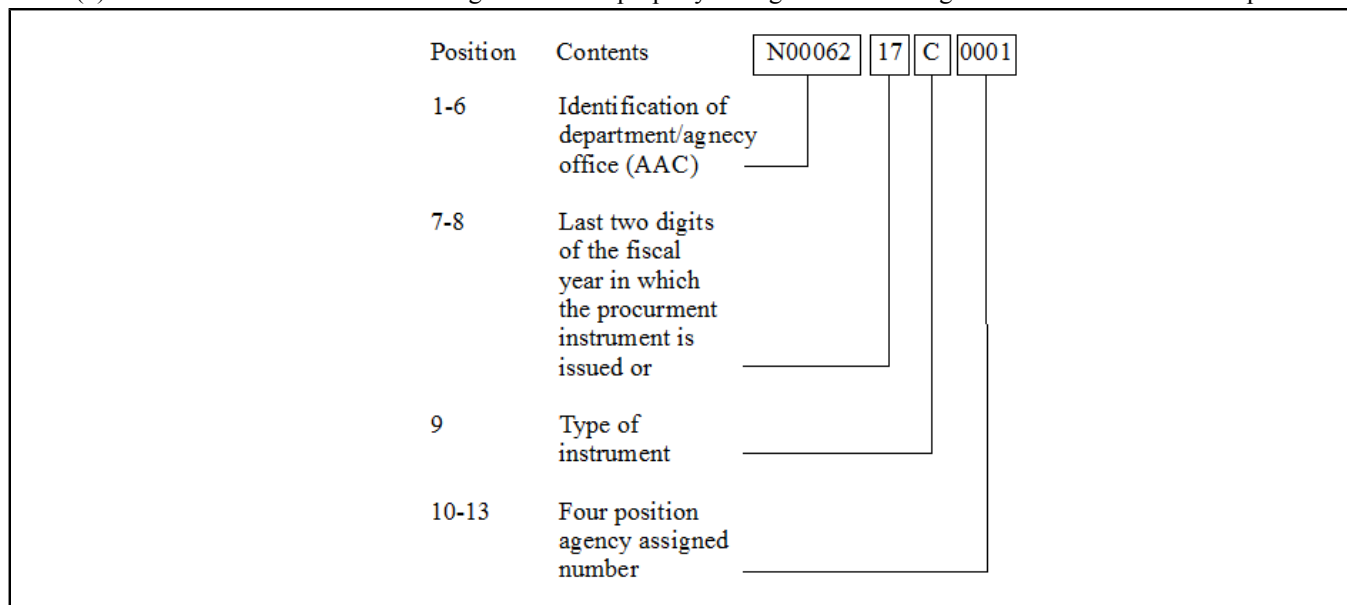 Position Contents N00062 17 C 0001
1-6 Identification of
department/agnecy
office (AAC)
7-8 Last two digits
of the fiscal
year in which
the procurment
instrument is
issued or
9 Type of
instrument
10-13 Four position
agency assigned
number